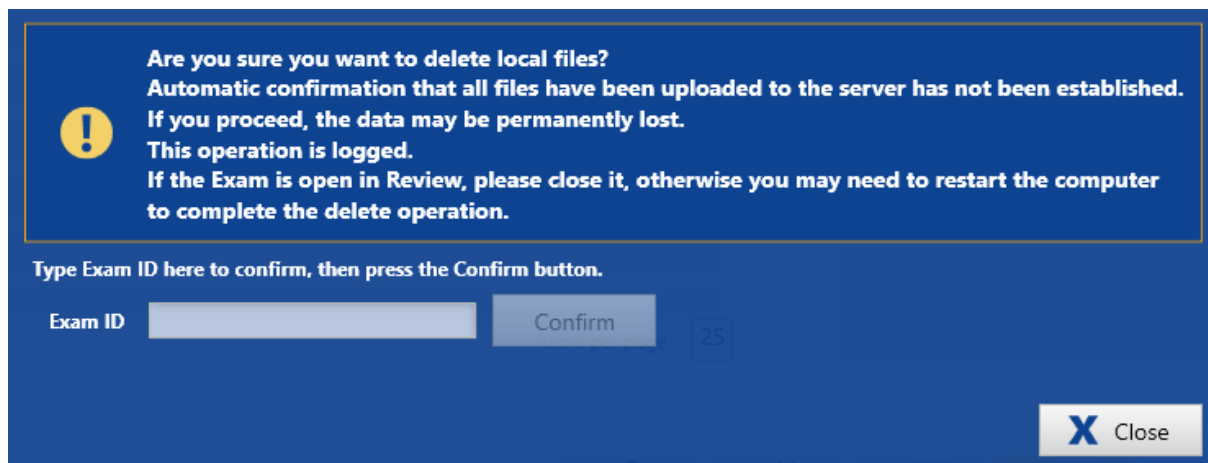 Are you sure you want to delete local files?
Automatic confirmation that all files have been uploaded to the server has not been established.
If you proceed, the data may be permanently lost.
This operation is logged.
If the Exam is open in Review, please close it, otherwise you may need to restart the computer
to complete the delete operation.
Type Exam ID here to confirm, then press the Confirm button.
Exam ID
Confirm
page 25
X Close